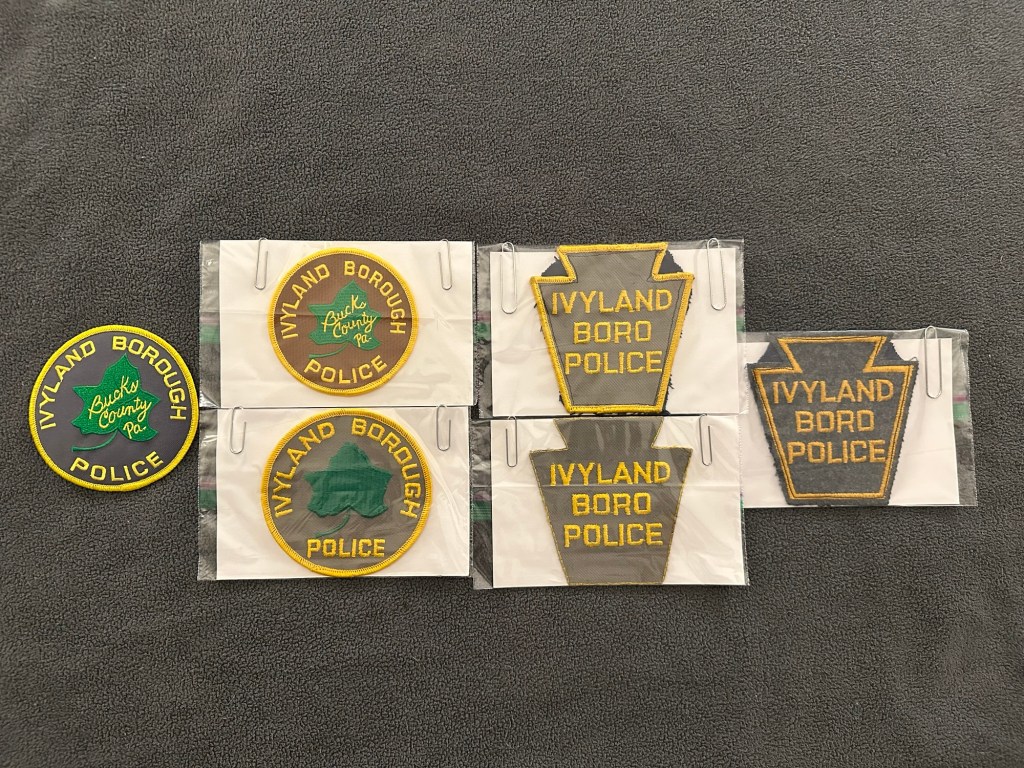 IVYLAND BOROUGH
Bucks
County
Pa.
POLICE
IVYLAND BOROUGH
Bucks
County
Pa.
POLICE
IVYLAND BOROUGH
POLICE
IVYLAND
BORO
POLICE
IVYLAND
BORO
POLICE
IVYLAND
BORO
POLICE